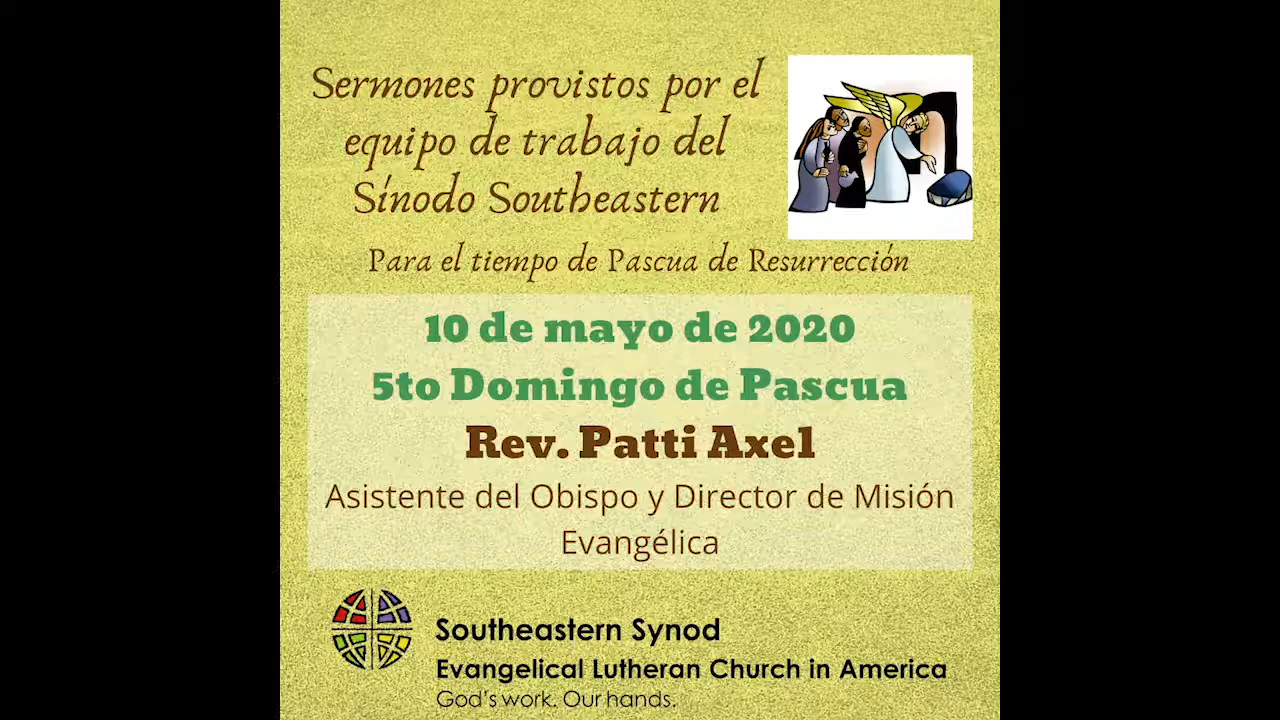 Sermones provistos por el
equipo de trabajo del
Sínodo Southeastern
Para el tiempo de Pascua de Resurrección
10 de mayo de 2020
5to Domingo de Pascua
Rev. Patti Axel
Asistente del Obispo y Director de Misión
Evangélica
Southeastern Synod
Evangelical Lutheran Church in America
God's work. Our hands.